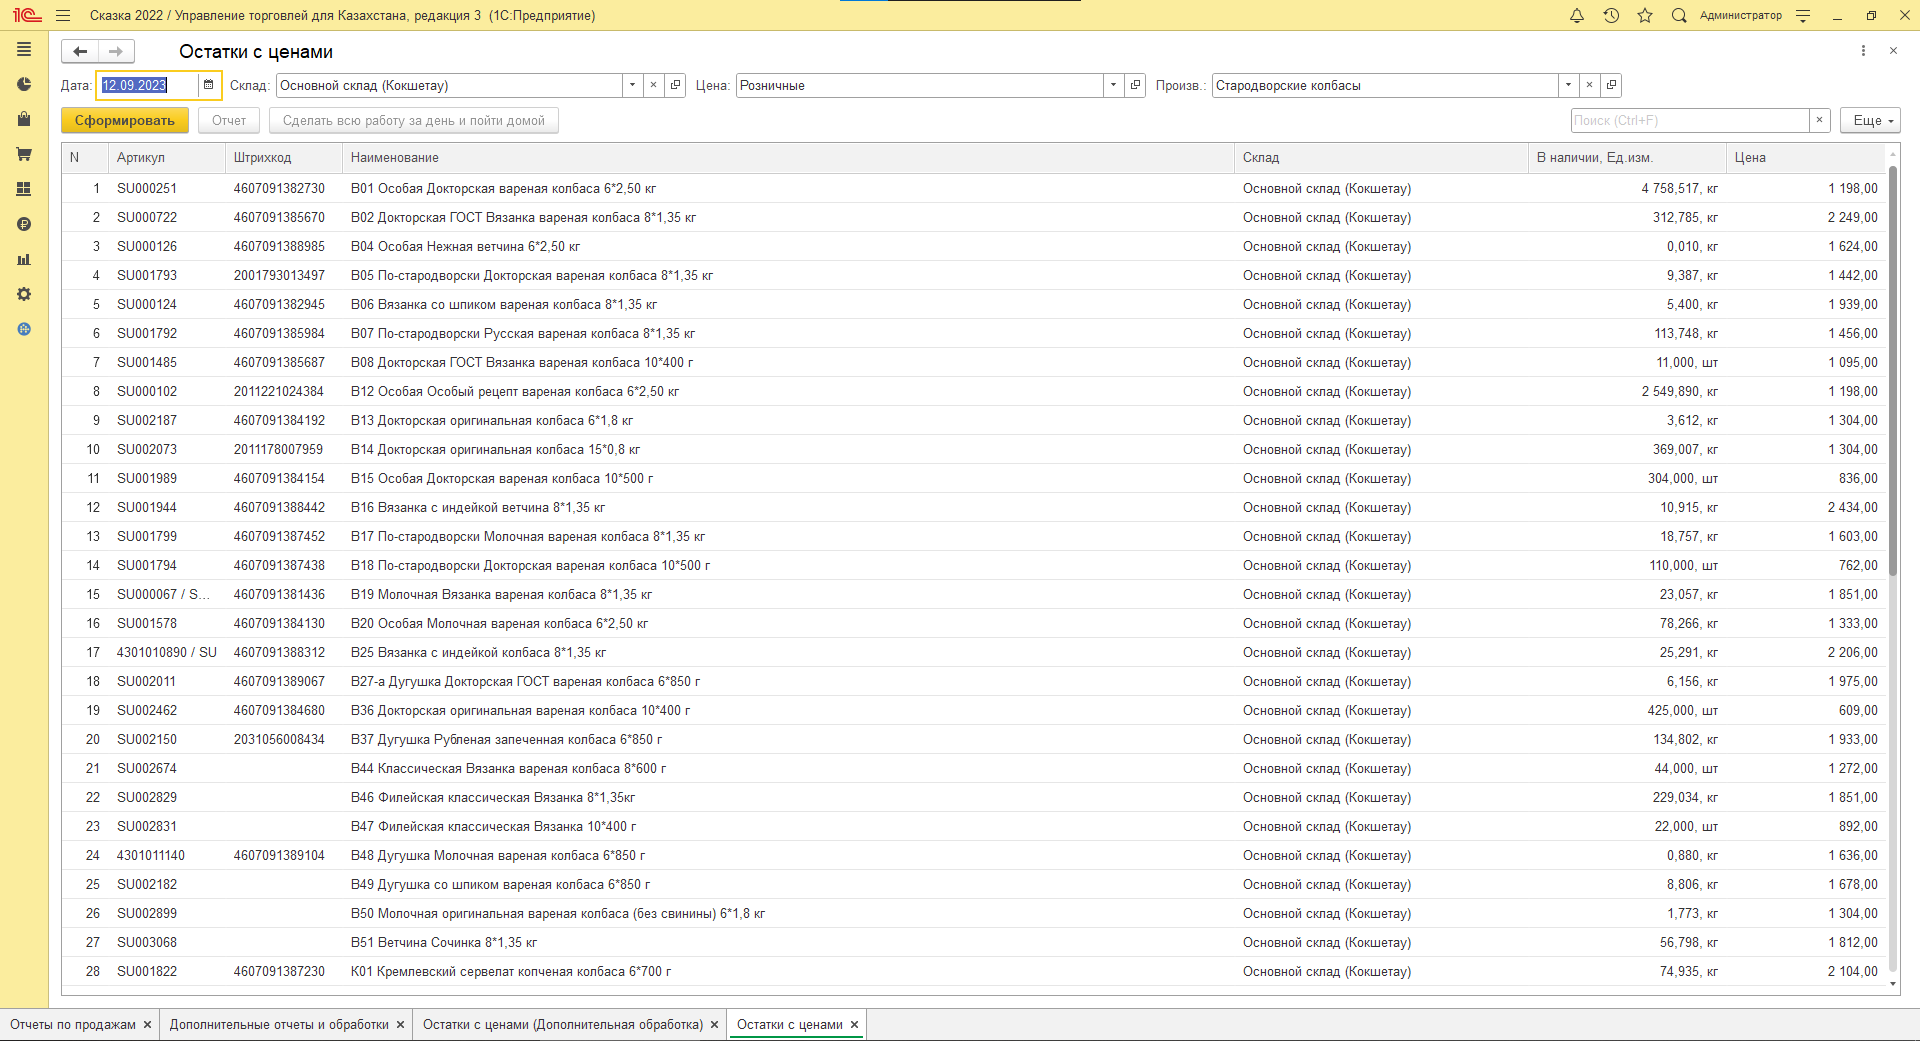 1С Сказка 2022 / Управление торговлей для Казахстана, редакция 3 (1С:Предприятие) Администратор
Остатки с ценами
Дата: 12.09.2023 Склад: Основной склад (Кокшетау) Цена: Розничные Произв.: Стародворские колбасы
Сформировать Отчет Сделать всю работу за день и пойти домой Поиск (Ctrl+F) × Еще
N Артикул Штрихкод Наименование Склад В наличии, Ед.изм. Цена
1 SU000251 4607091382730 В01 Особая Докторская вареная колбаса 6*2,50 кг Основной склад (Кокшетау) 4 758,517, кг 1 198,00
2 SU000722 4607091385670 В02 Докторская ГОСТ Вязанка вареная колбаса 8*1,35 кг Основной склад (Кокшетау) 312,785, кг 2 249,00
3 SU000126 4607091388985 В04 Особая Нежная ветчина 6*2,50 кг Основной склад (Кокшетау) 0,010, кг 1 624,00
4 SU001793 2001793013497 В05 По-стародворски Докторская вареная колбаса 8*1,35 кг Основной склад (Кокшетау) 9,387, кг 1 442,00
5 SU000124 4607091382945 В06 Вязанка со шпиком вареная колбаса 8*1,35 кг Основной склад (Кокшетау) 5,400, кг 1 939,00
6 SU001792 4607091385984 В07 По-стародворски Русская вареная колбаса 8*1,35 кг Основной склад (Кокшетау) 113,748, кг 1 456,00
7 SU001485 4607091385687 В08 Докторская ГОСТ Вязанка вареная колбаса 10*400 г Основной склад (Кокшетау) 11,000, шт 1 095,00
8 SU000102 2011221024384 В12 Особая Особый рецепт вареная колбаса 6*2,50 кг Основной склад (Кокшетау) 2 549,890, кг 1 198,00
9 SU002187 4607091384192 В13 Докторская оригинальная колбаса 6*1,8 кг Основной склад (Кокшетау) 3,612, кг 1 304,00
10 SU002073 2011178007959 В14 Докторская оригинальная колбаса 15*0,8 кг Основной склад (Кокшетау) 369,007, кг 1 304,00
11 SU001989 4607091384154 В15 Особая Докторская вареная колбаса 10*500 г Основной склад (Кокшетау) 304,000, шт 836,00
12 SU001944 4607091388442 В16 Вязанка с индейкой ветчина 8*1,35 кг Основной склад (Кокшетау) 10,915, кг 2 434,00
13 SU001799 4607091387452 В17 По-стародворски Молочная вареная колбаса 8*1,35 кг Основной склад (Кокшетау) 18,757, кг 1 603,00
14 SU001794 4607091387438 В18 По-стародворски Докторская вареная колбаса 10*500 г Основной склад (Кокшетау) 110,000, шт 762,00
15 SU000067 / S... 4607091381436 В19 Молочная Вязанка вареная колбаса 8*1,35 кг Основной склад (Кокшетау) 23,057, кг 1 851,00
16 SU001578 4607091384130 В20 Особая Молочная вареная колбаса 6*2,50 кг Основной склад (Кокшетау) 78,266, кг 1 333,00
17 4301010890 / SU 4607091388312 В25 Вязанка с индейкой колбаса 8*1,35 кг Основной склад (Кокшетау) 25,291, кг 2 206,00
18 SU002011 4607091389067 В27-а Дугушка Докторская ГОСТ вареная колбаса 6*850 г Основной склад (Кокшетау) 6,156, кг 1 975,00
19 SU002462 4607091384680 В36 Докторская оригинальная вареная колбаса 10*400 г Основной склад (Кокшетау) 425,000, шт 609,00
20 SU002150 2031056008434 В37 Дугушка Рубленая запеченная колбаса 6*850 г Основной склад (Кокшетау) 134,802, кг 1 933,00
21 SU002674 В44 Классическая Вязанка вареная колбаса 8*600 г Основной склад (Кокшетау) 44,000, шт 1 272,00
22 SU002829 В46 Филейская классическая Вязанка 8*1,35кг Основной склад (Кокшетау) 229,034, кг 1 851,00
23 SU002831 В47 Филейская классическая Вязанка 10*400 г Основной склад (Кокшетау) 22,000, шт 892,00
24 4301011140 4607091389104 В48 Дугушка Молочная вареная колбаса 6*850 г Основной склад (Кокшетау) 0,880, кг 1 636,00
25 SU002182 В49 Дугушка со шпиком вареная колбаса 6*850 г Основной склад (Кокшетау) 8,806, кг 1 678,00
26 SU002899 В50 Молочная оригинальная вареная колбаса (без свинины) 6*1,8 кг Основной склад (Кокшетау) 1,773, кг 1 304,00
27 SU003068 В51 Ветчина Сочинка 8*1,35 кг Основной склад (Кокшетау) 56,798, кг 1 812,00
28 SU001822 4607091387230 К01 Кремлевский сервелат копченая колбаса 6*700 г Основной склад (Кокшетау) 74,935, кг 2 104,00
Отчеты по продажам × Дополнительные отчеты и обработки × Остатки с ценами (Дополнительная обработка) × Остатки с ценами ×